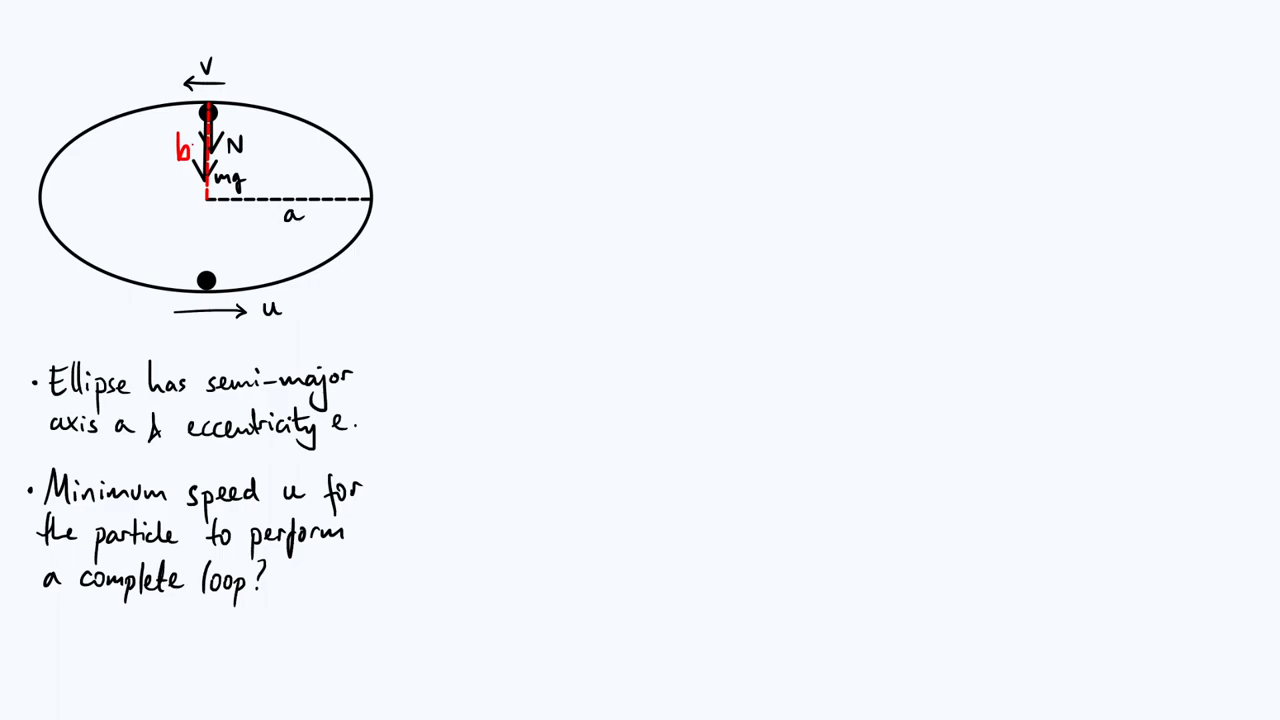 v
b
N
mg
a
u
• Ellipse has semi-major
axis a & eccentricity e.
• Minimum speed u for
the particle to perform
a complete loop?